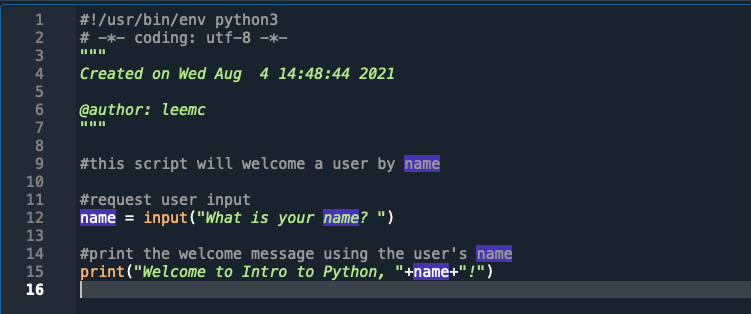 1 #!/usr/bin/env python3
2 # -*- coding: utf-8 -*-
3 """
4 Created on Wed Aug  4 14:48:44 2021
5
6 @author: leemc
7 """
8
9 #this script will welcome a user by name
10
11 #request user input
12 name = input("What is your name? ")
13
14 #print the welcome message using the user's name
15 print("Welcome to Intro to Python, "+name+"!")
16